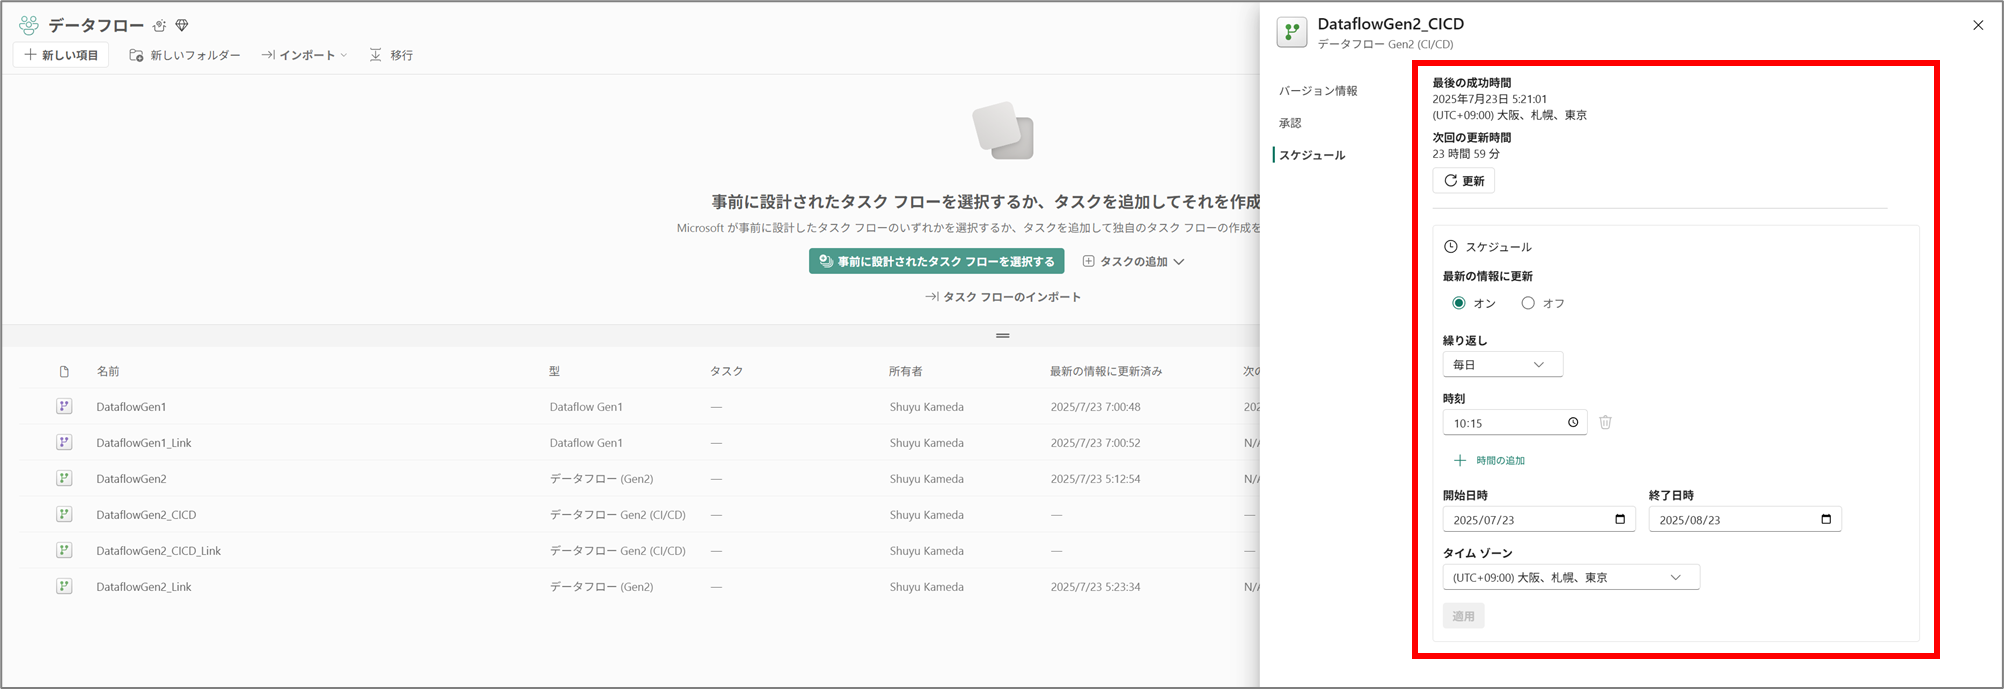 データフロー
新しい項目
新しいフォルダー
インポート
移行
事前に設計されたタスク フローを選択するか、タスクを追加してそれを作成
Microsoft が事前に設計したタスク フローのいずれかを選択するか、タスクを追加して独自のタスク フローの作成を
事前に設計されたタスク フローを選択する
タスクの追加
タスク フローのインポート
名前 型 タスク 所有者 最新の情報に更新済み 次の
DataflowGen1 Dataflow Gen1 — Shuyu Kameda 2025/7/23 7:00:48 202
DataflowGen1_Link Dataflow Gen1 — Shuyu Kameda 2025/7/23 7:00:52 N/A
DataflowGen2 データフロー (Gen2) — Shuyu Kameda 2025/7/23 5:12:54 N/A
DataflowGen2_CICD データフロー Gen2 (CI/CD) — Shuyu Kameda — —
DataflowGen2_CICD_Link データフロー Gen2 (CI/CD) — Shuyu Kameda — —
DataflowGen2_Link データフロー (Gen2) — Shuyu Kameda 2025/7/23 5:23:34 N/A
DataflowGen2_CICD
データフロー Gen2 (CI/CD)
バージョン情報
承認
スケジュール
最後の成功時間
2025年7月23日 5:21:01
(UTC+09:00) 大阪、札幌、東京
次回の更新時間
23 時間 59 分
更新
スケジュール
最新の情報に更新
オン オフ
繰り返し
毎日
時刻
10:15
時間の追加
開始日時 終了日時
2025/07/23 2025/08/23
タイム ゾーン
(UTC+09:00) 大阪、札幌、東京
適用